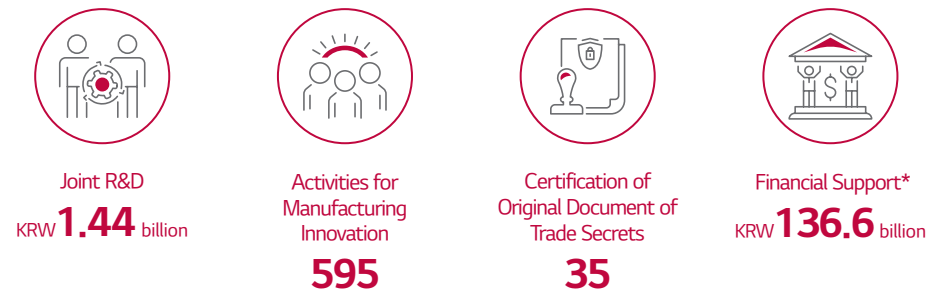 Joint R&D
KRW 1.44 billion
Activities for
Manufacturing
Innovation
595
Certification of
Original Document of
Trade Secrets
35
$
Financial Support*
KRW 136.6 billion